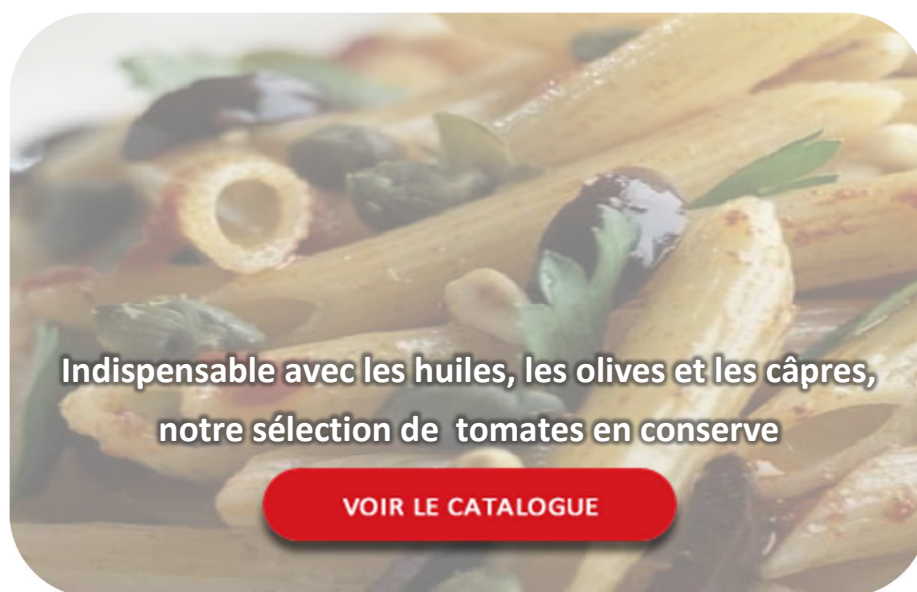 Indispensable avec les huiles, les olives et les câpres,
notre sélection de  tomates en conserve
VOIR LE CATALOGUE